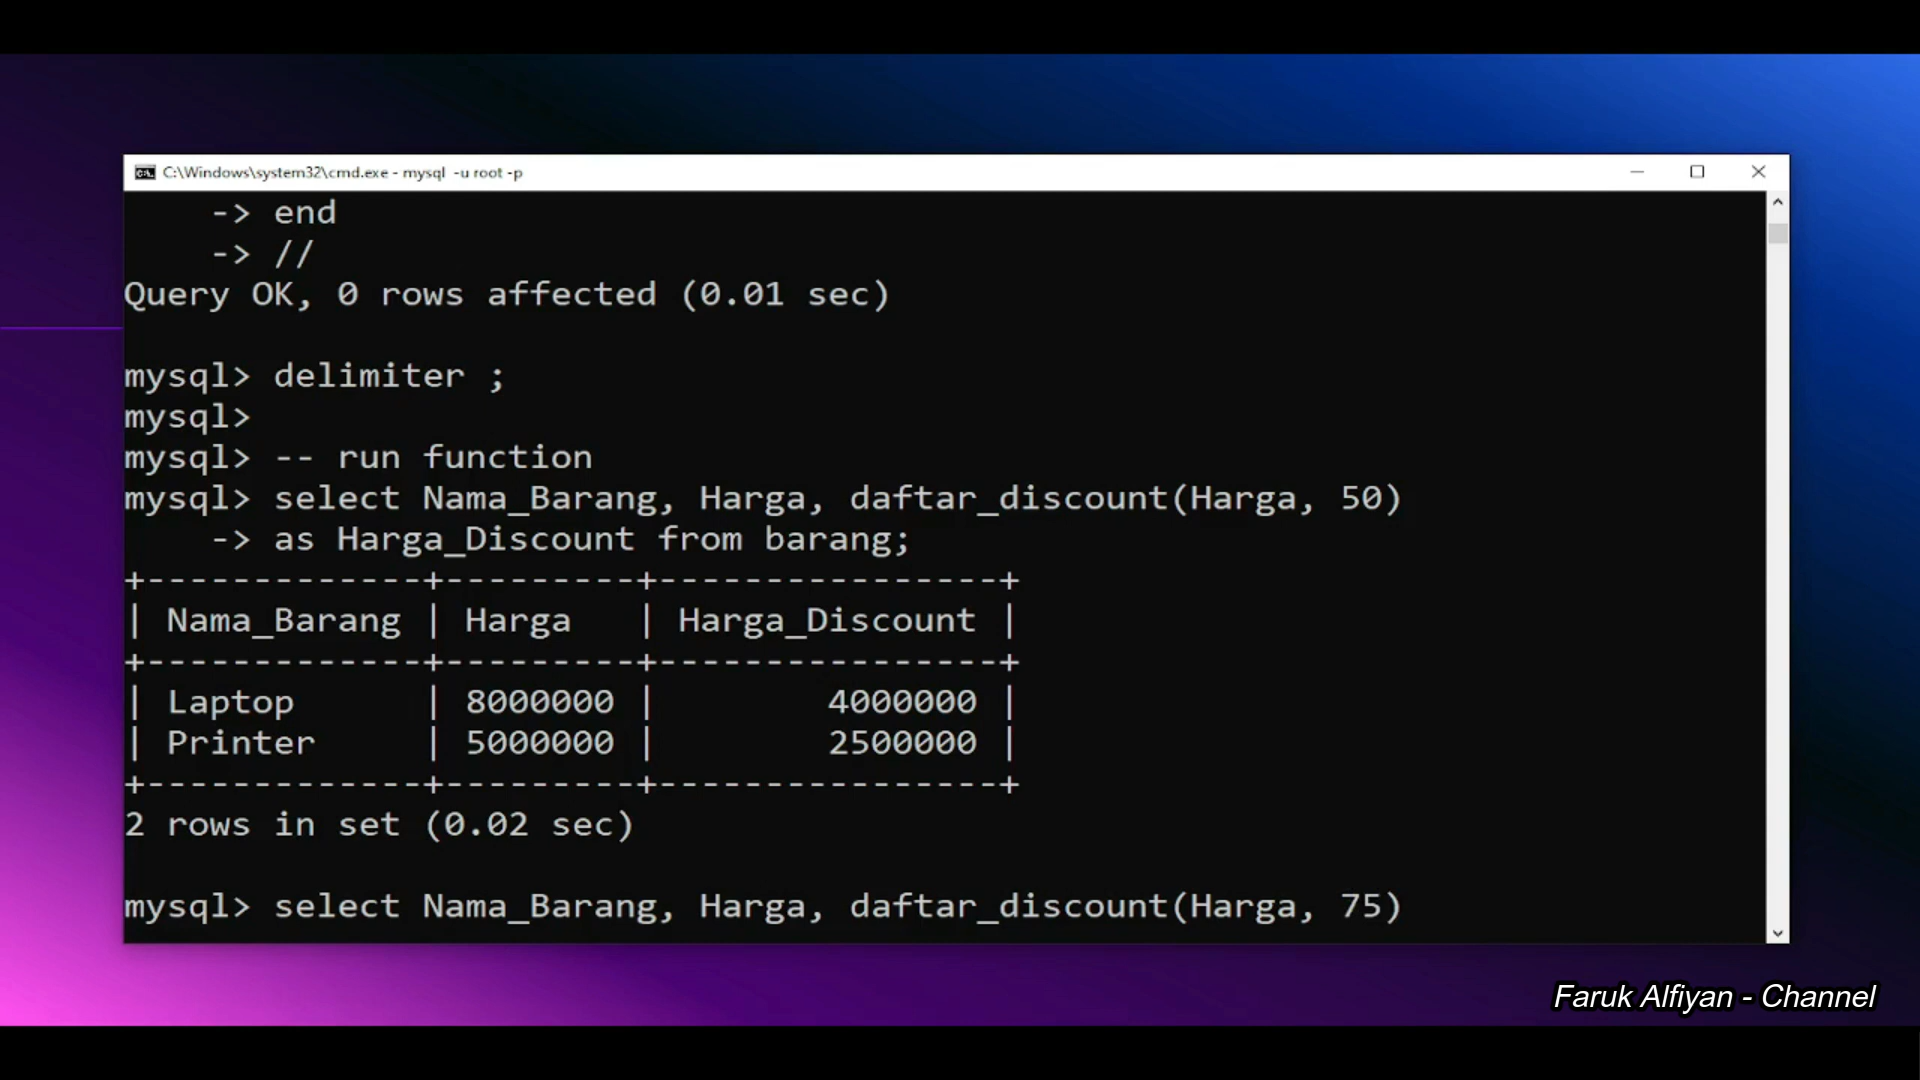 C:\Windows\system32\cmd.exe - mysql -u root -p
-> end
-> //
Query OK, 0 rows affected (0.01 sec)
mysql> delimiter ;
mysql>
mysql> -- run function
mysql> select Nama_Barang, Harga, daftar_discount(Harga, 50)
-> as Harga_Discount from barang;
+-------------+---------+----------------+
| Nama_Barang | Harga   | Harga_Discount |
+-------------+---------+----------------+
| Laptop      | 8000000 |        4000000 |
| Printer     | 5000000 |        2500000 |
+-------------+---------+----------------+
2 rows in set (0.02 sec)
mysql> select Nama_Barang, Harga, daftar_discount(Harga, 75)
Faruk Alfiyan - Channel